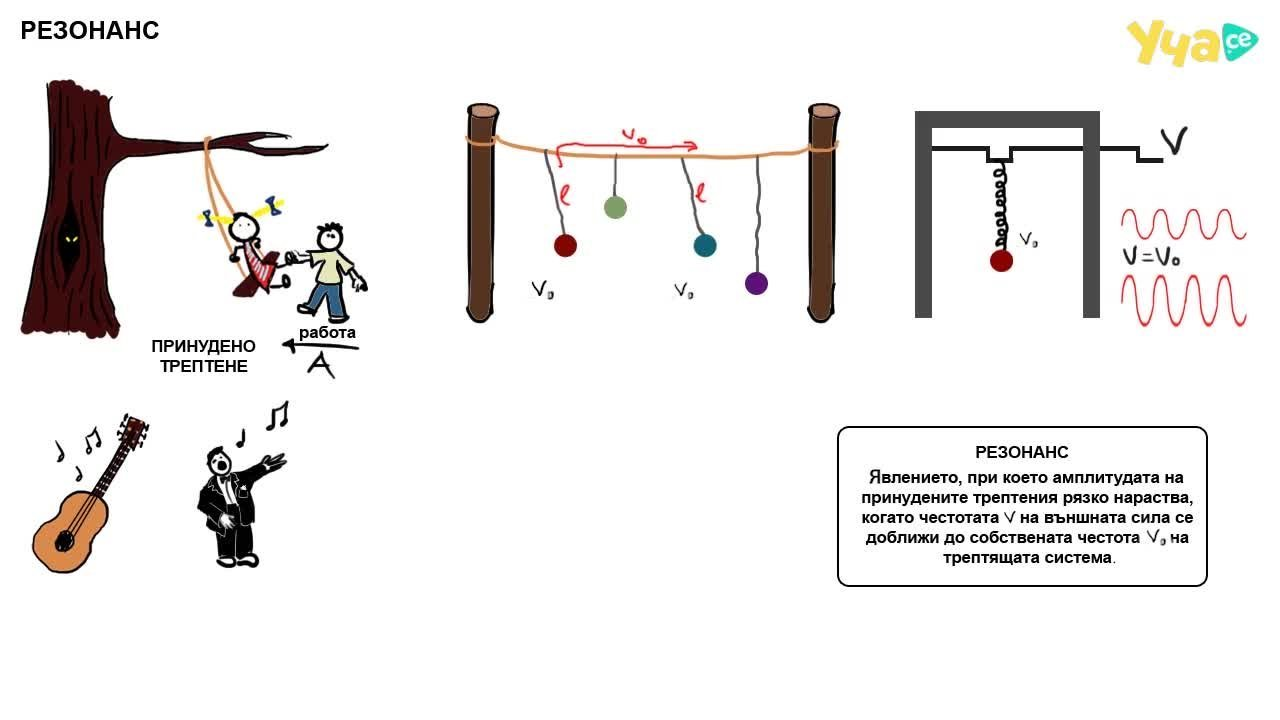 РЕЗОНАНС
Уча се
ν₀
ℓ
ℓ
ν₀
ν₀
V
ν₀
V = V₀
работа
A
ПРИНУДЕНО
ТРЕПТЕНЕ
РЕЗОНАНС
Явлението, при което амплитудата на
принудените трептения рязко нараства,
когато честотата ν на външната сила се
доближи до собствената честота ν₀ на
трептящата система.